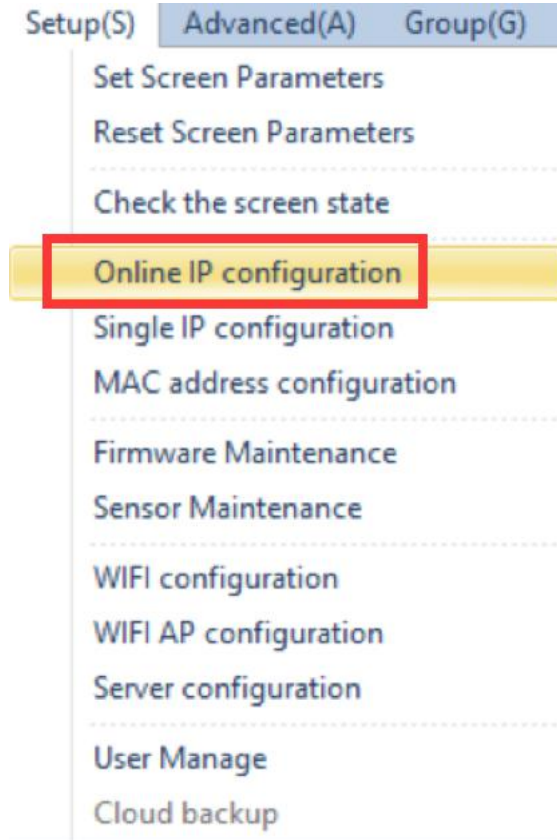 Setup(S) Advanced(A) Group(G)
Set Screen Parameters
Reset Screen Parameters
Check the screen state
Online IP configuration
Single IP configuration
MAC address configuration
Firmware Maintenance
Sensor Maintenance
WIFI configuration
WIFI AP configuration
Server configuration
User Manage
Cloud backup